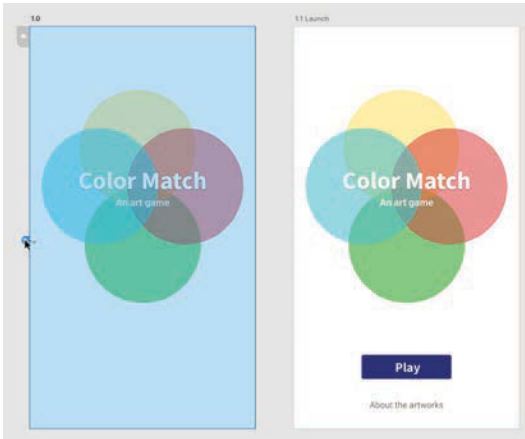 1.0
Color Match
An art game
1.1 Launch
Color Match
An art game
Play
About the artworks